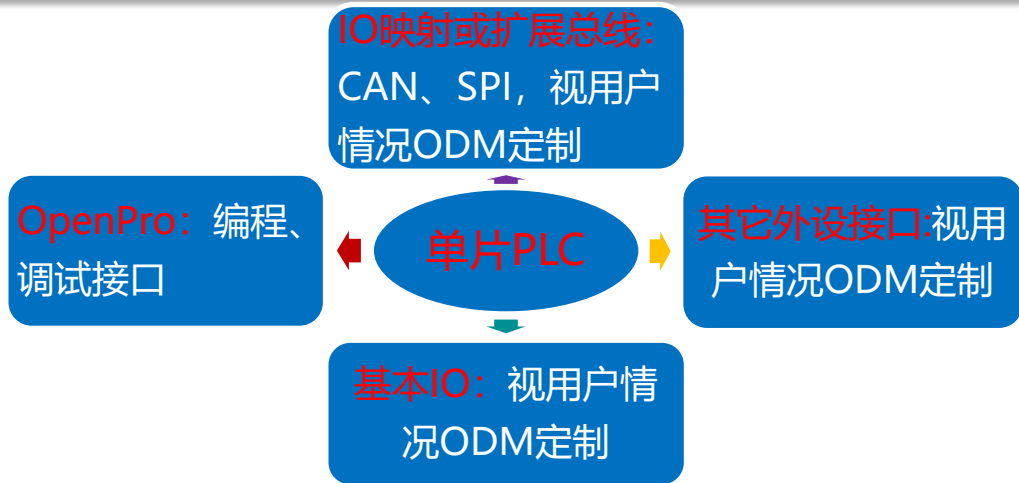 IO映射或扩展总线：
CAN、SPI，视用户
情况ODM定制
OpenPro：编程、
调试接口
单片PLC
其它外设接口:视用
户情况ODM定制
基本IO：视用户情
况ODM定制